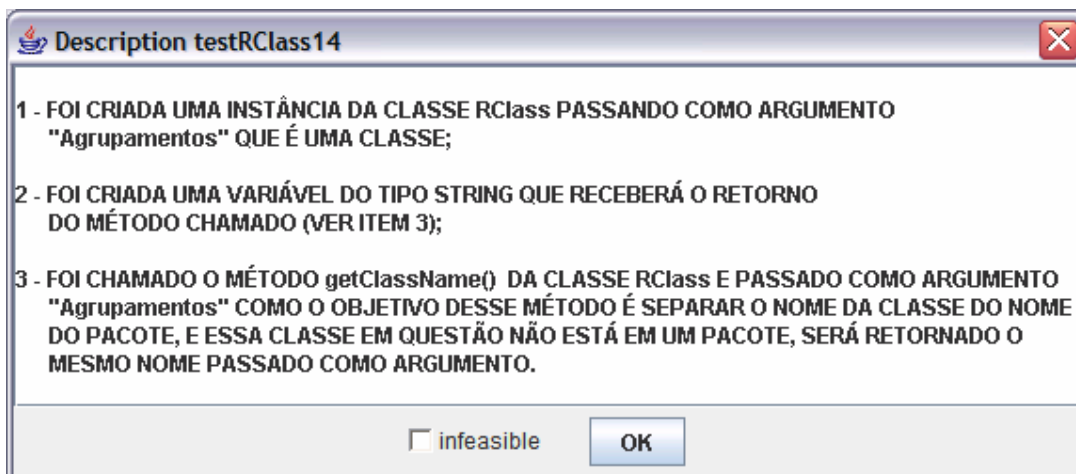 Description testRClass14
1 - FOI CRIADA UMA INSTÂNCIA DA CLASSE RClass PASSANDO COMO ARGUMENTO
"Agrupamentos" QUE É UMA CLASSE;
2 - FOI CRIADA UMA VARIÁVEL DO TIPO STRING QUE RECEBERÁ O RETORNO
DO MÉTODO CHAMADO (VER ITEM 3);
3 - FOI CHAMADO O MÉTODO getClassName() DA CLASSE RClass E PASSADO COMO ARGUMENTO
"Agrupamentos" COMO O OBJETIVO DESSE MÉTODO É SEPARAR O NOME DA CLASSE DO NOME
DO PACOTE, E ESSA CLASSE EM QUESTÃO NÃO ESTÁ EM UM PACOTE, SERÁ RETORNADO O
MESMO NOME PASSADO COMO ARGUMENTO.
infeasible
OK